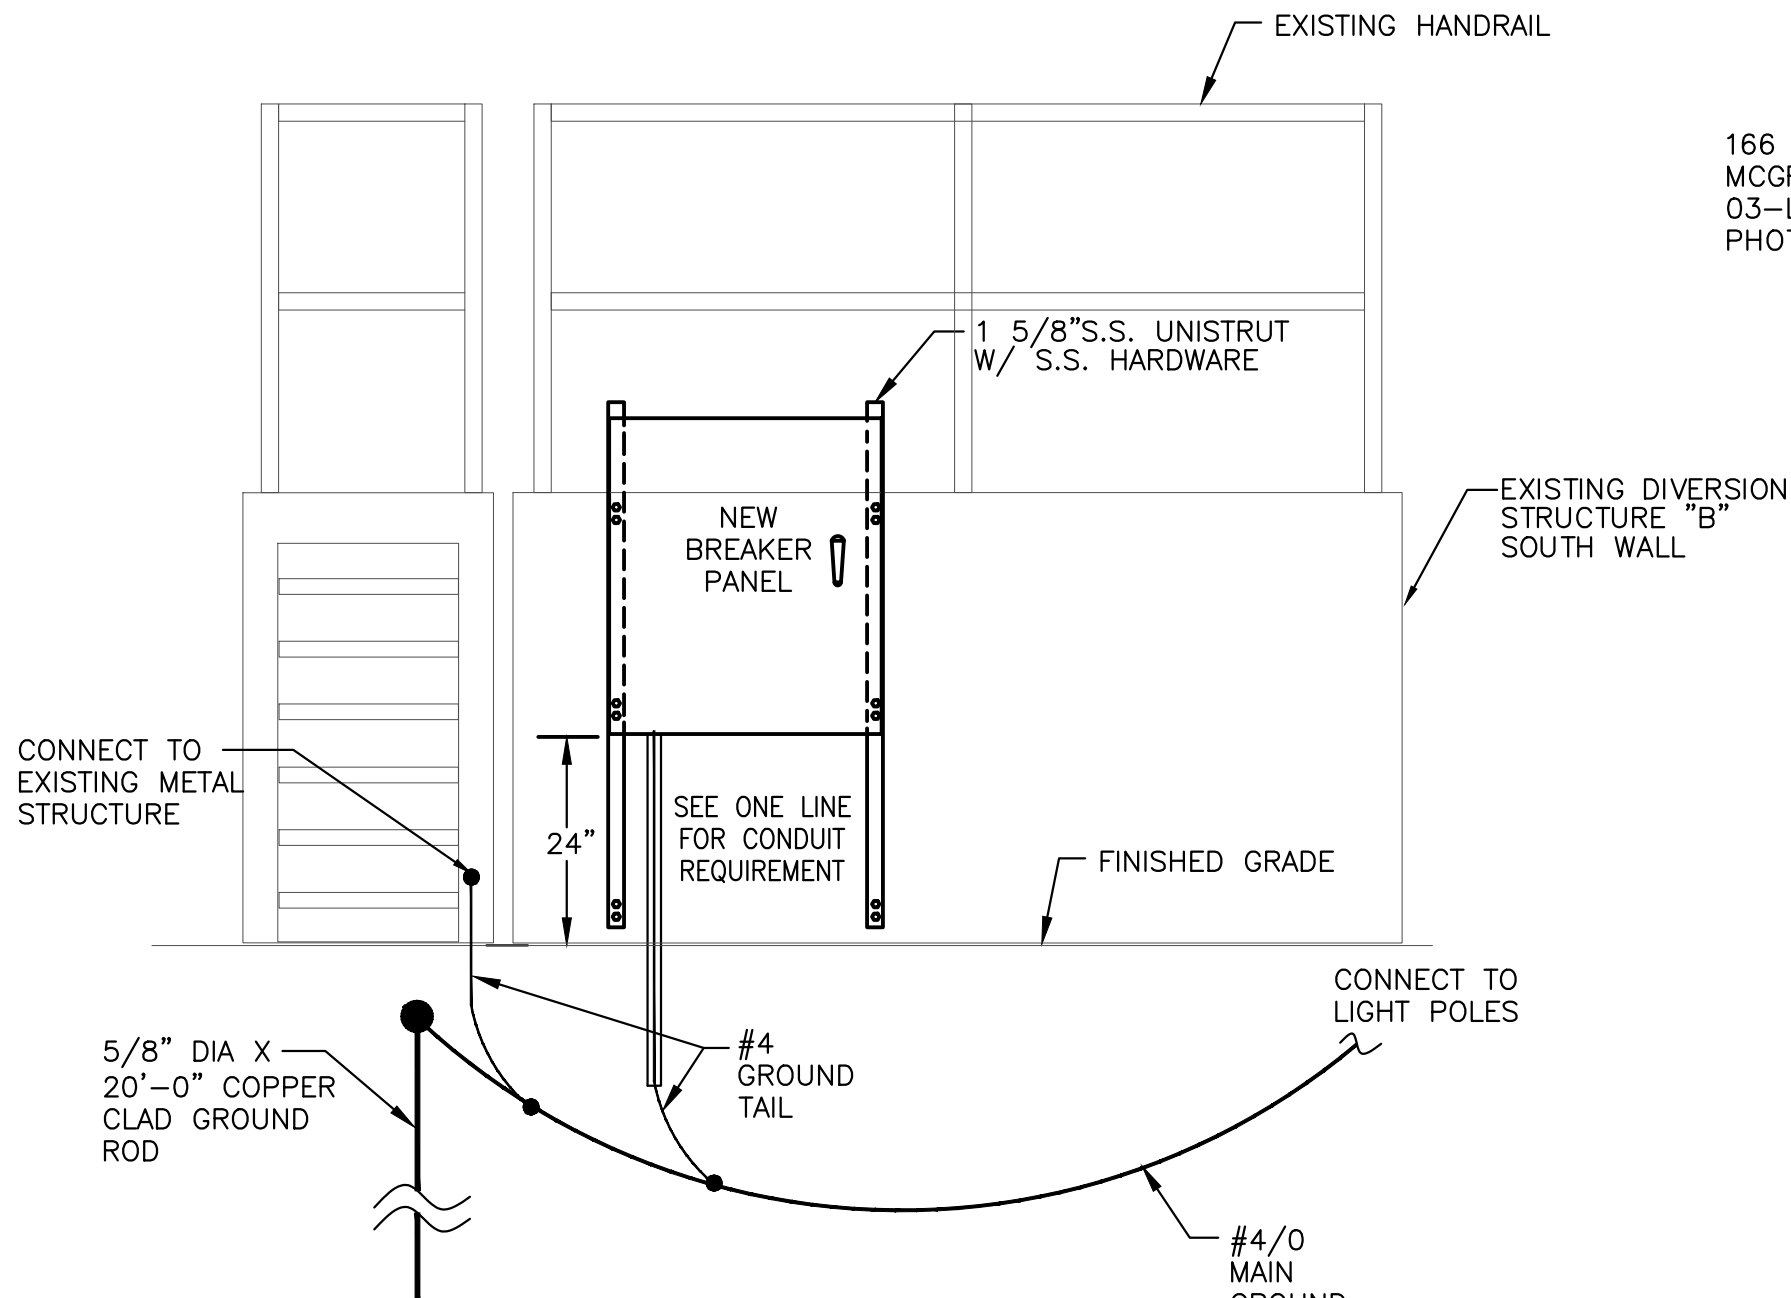 EXISTING HANDRAIL
166
1 5/8"S.S. UNISTRUT
W/ S.S. HARDWARE
EXISTING DIVERSION
STRUCTURE "B"
SOUTH WALL
NEW
BREAKER
PANEL
CONNECT TO
EXISTING METAL
STRUCTURE
24"
SEE ONE LINE
FOR CONDUIT
REQUIREMENT
FINISHED GRADE
CONNECT TO
LIGHT POLES
5/8" DIA X
20'-0" COPPER
CLAD GROUND
ROD
#4
GROUND
TAIL
#4/0
MAIN